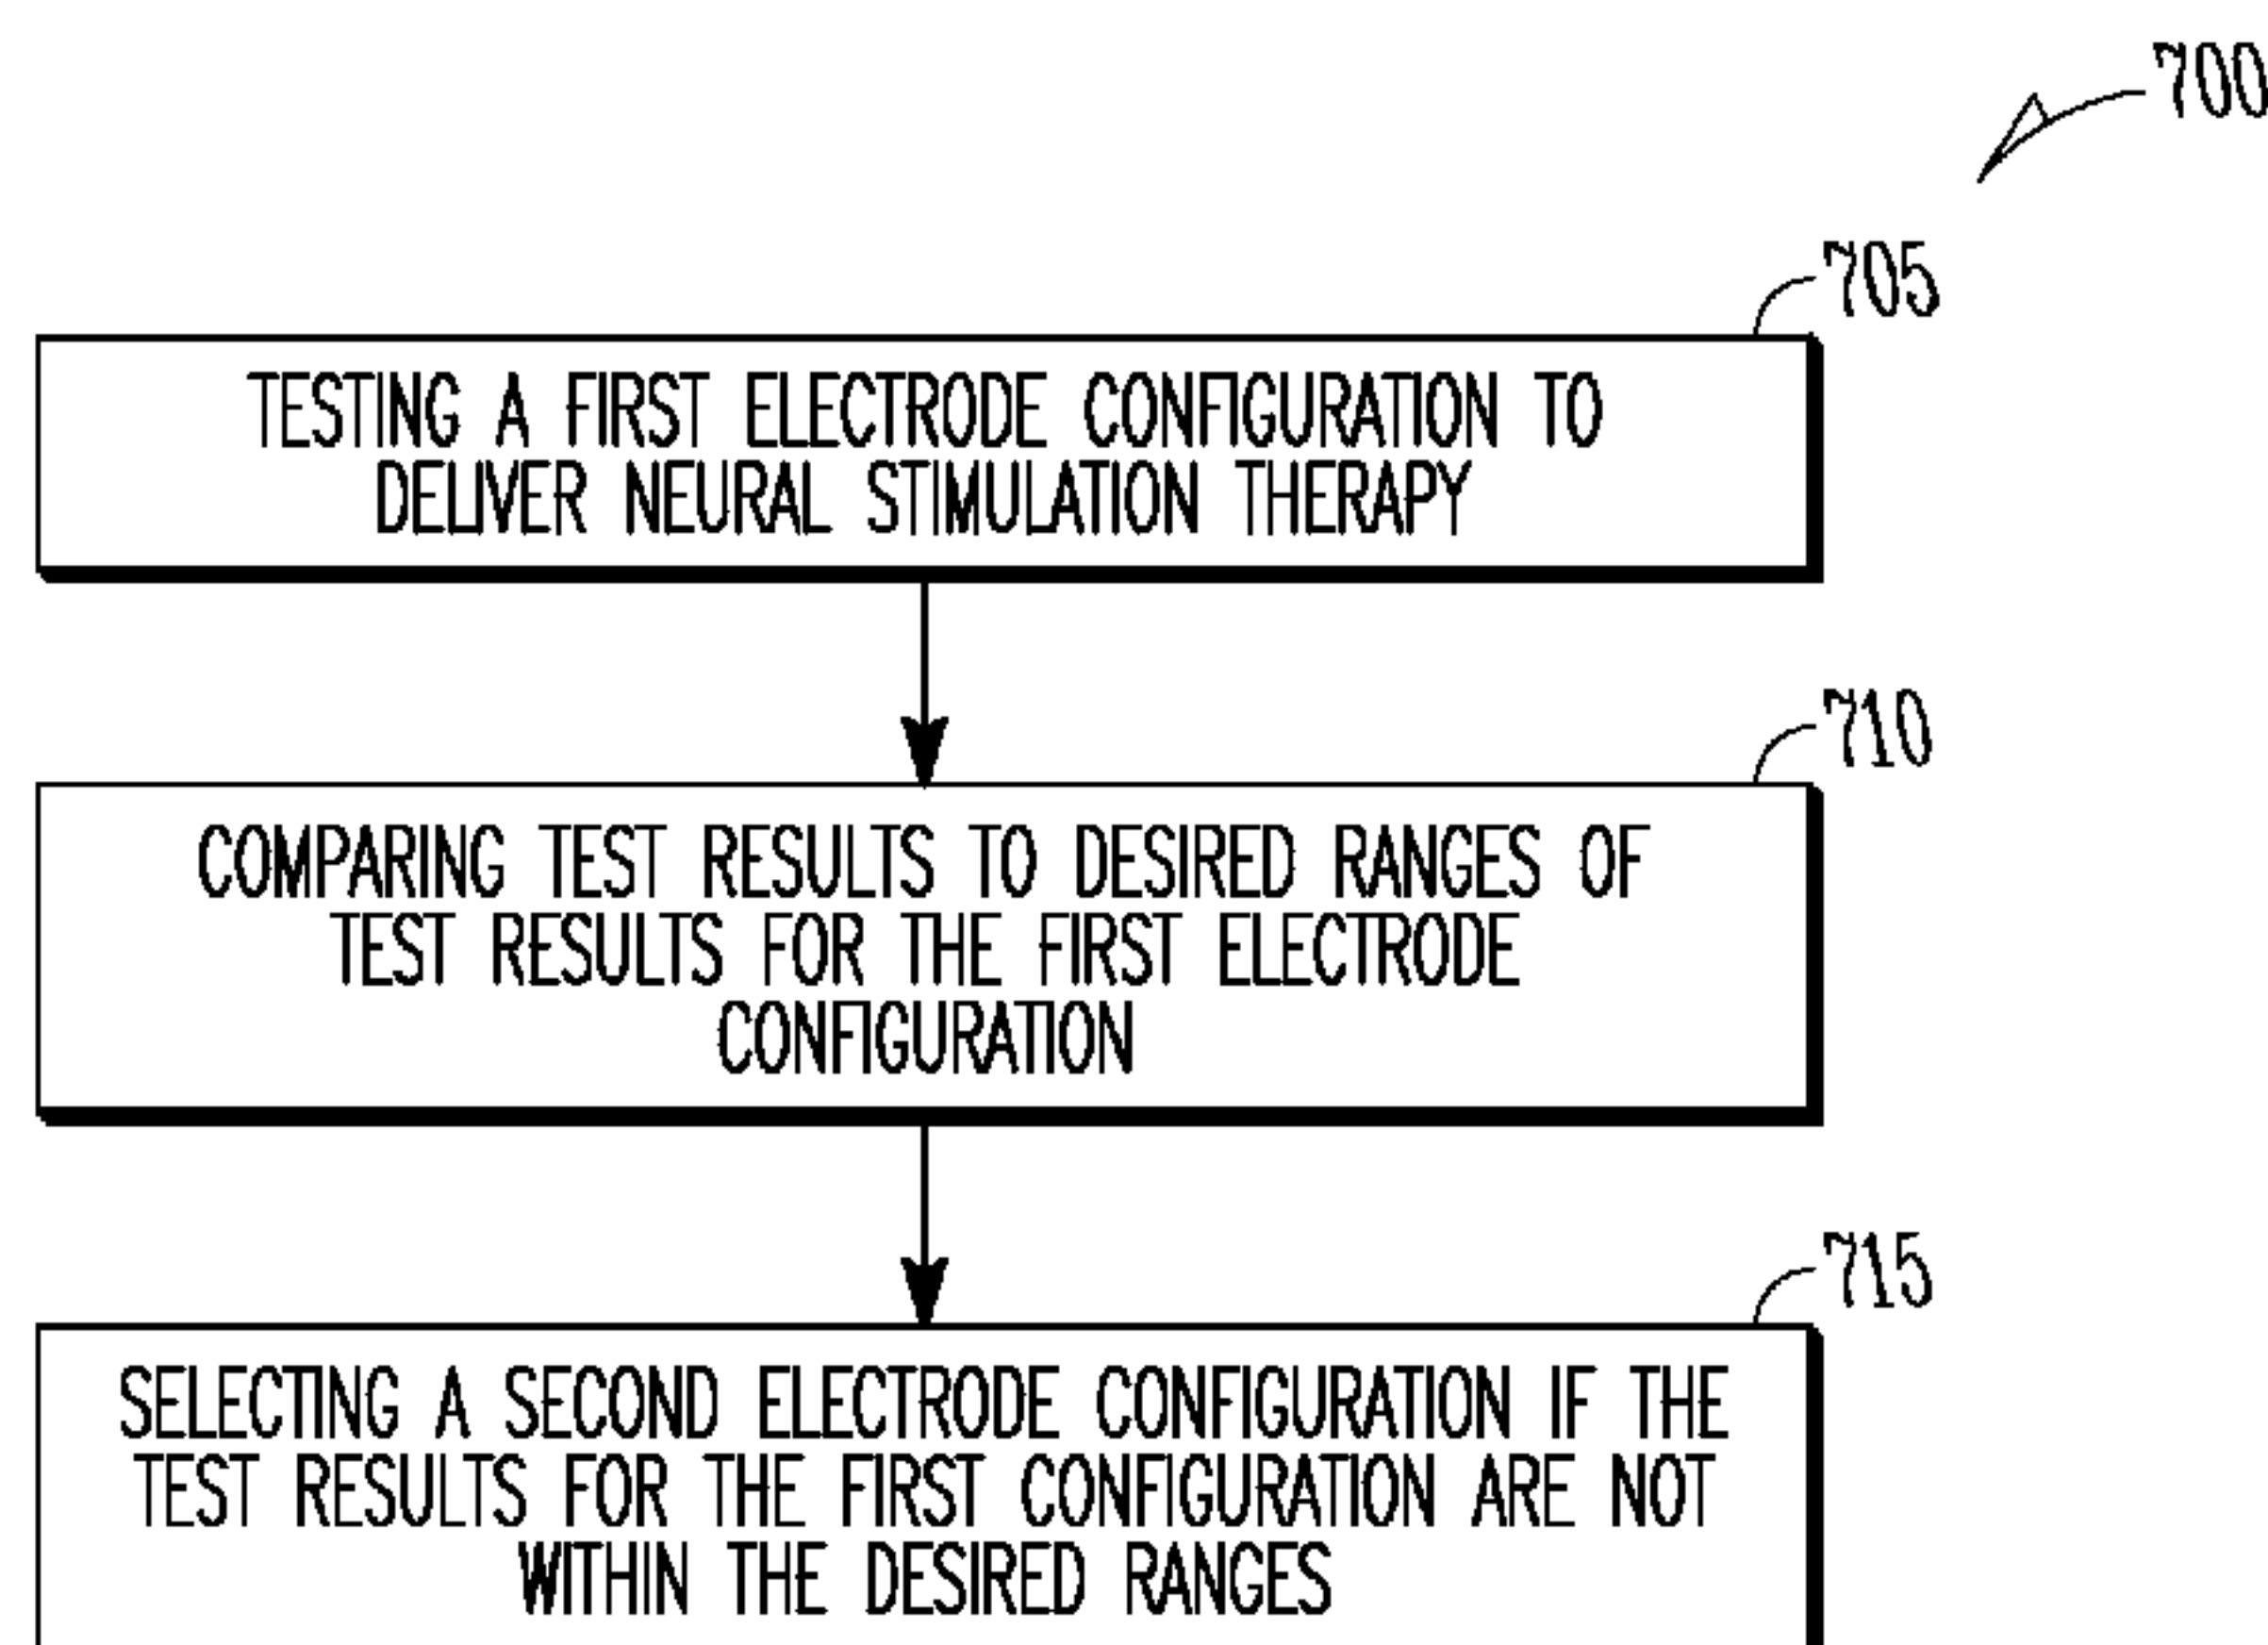 700
705
TESTING A FIRST ELECTRODE CONFIGURATION TO
DELIVER NEURAL STIMULATION THERAPY
710
COMPARING TEST RESULTS TO DESIRED RANGES OF
TEST RESULTS FOR THE FIRST ELECTRODE
CONFIGURATION
715
SELECTING A SECOND ELECTRODE CONFIGURATION IF THE
TEST RESULTS FOR THE FIRST CONFIGURATION ARE NOT
WITHIN THE DESIRED RANGES